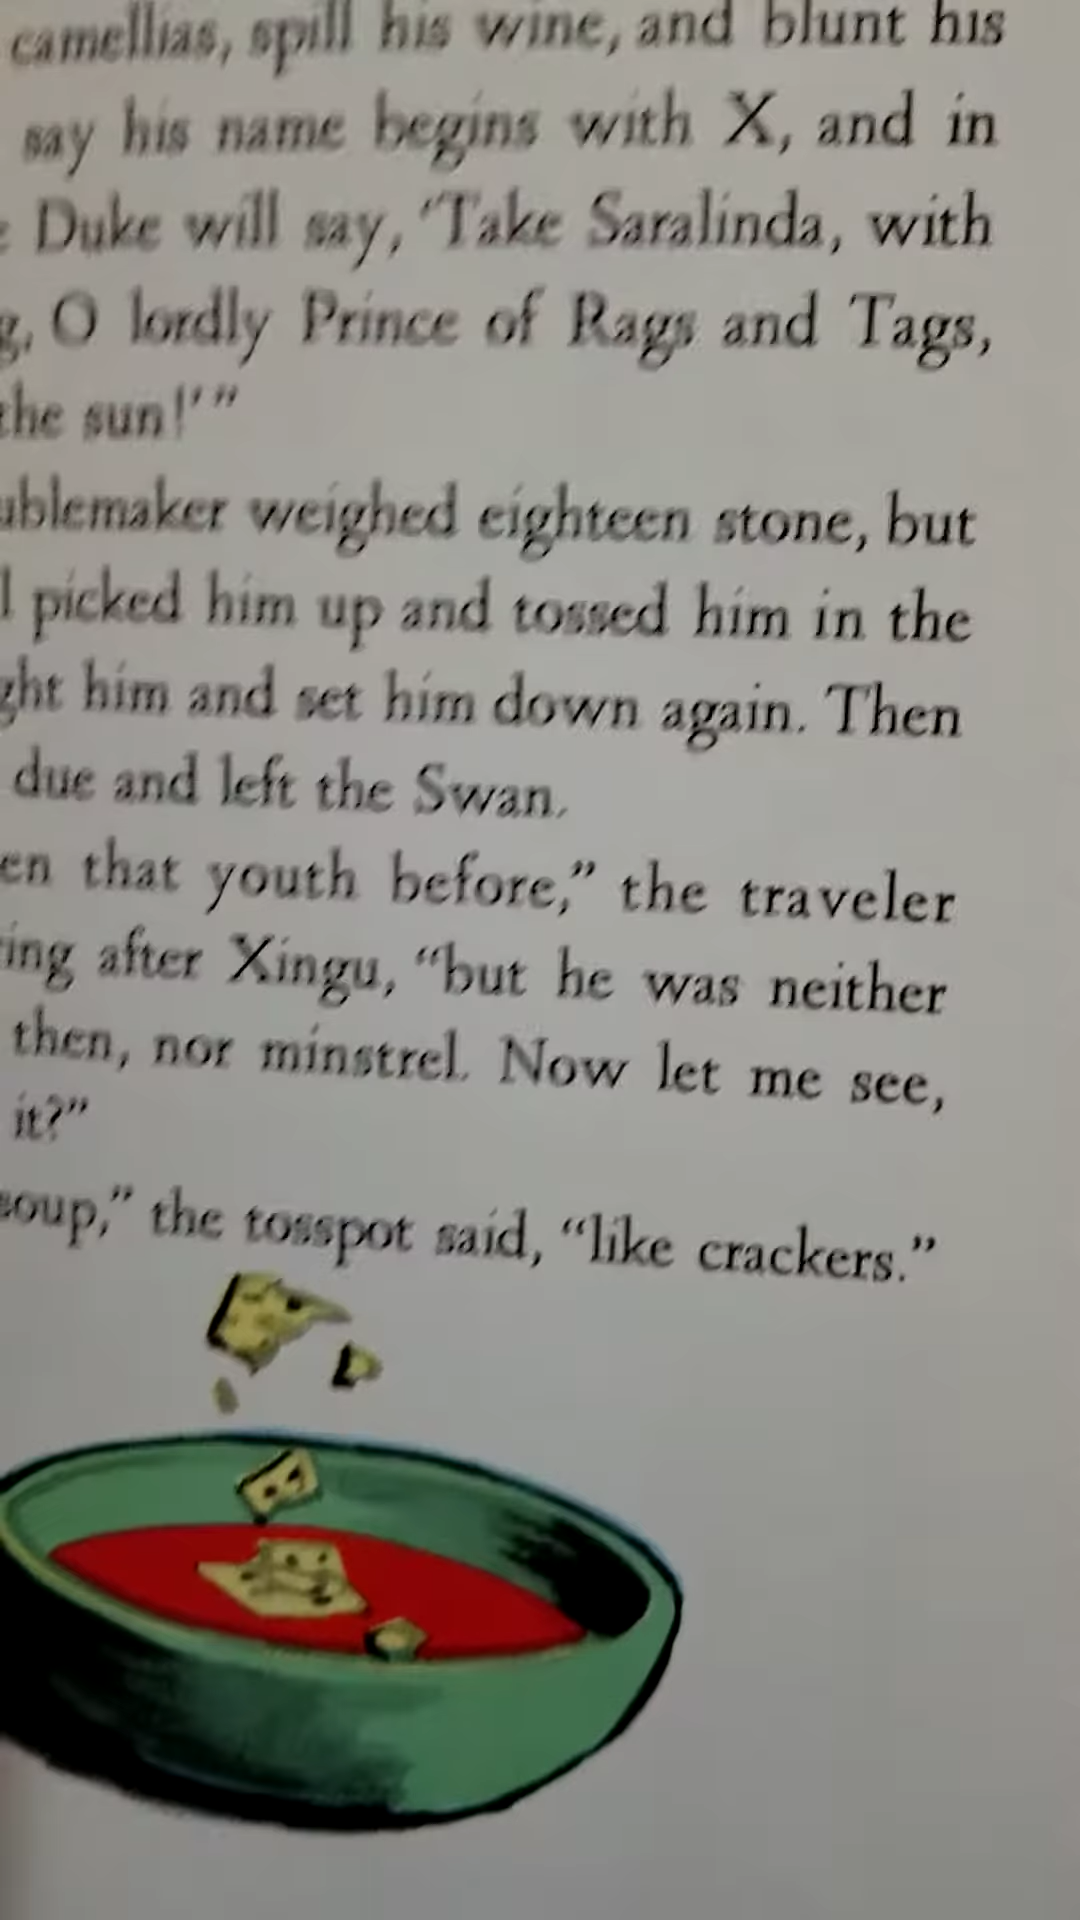 camellias, spill his wine, and blunt his
say his name begins with X, and in
Duke will say, 'Take Saralinda, with
g, O lordly Prince of Rags and Tags,
the sun!'"
ublemaker weighed eighteen stone, but
l picked him up and tossed him in the
ght him and set him down again. Then
due and left the Swan.
en that youth before," the traveler
ing after Xingu, "but he was neither
then, nor minstrel. Now let me see,
it?"
soup," the tosspot said, "like crackers."